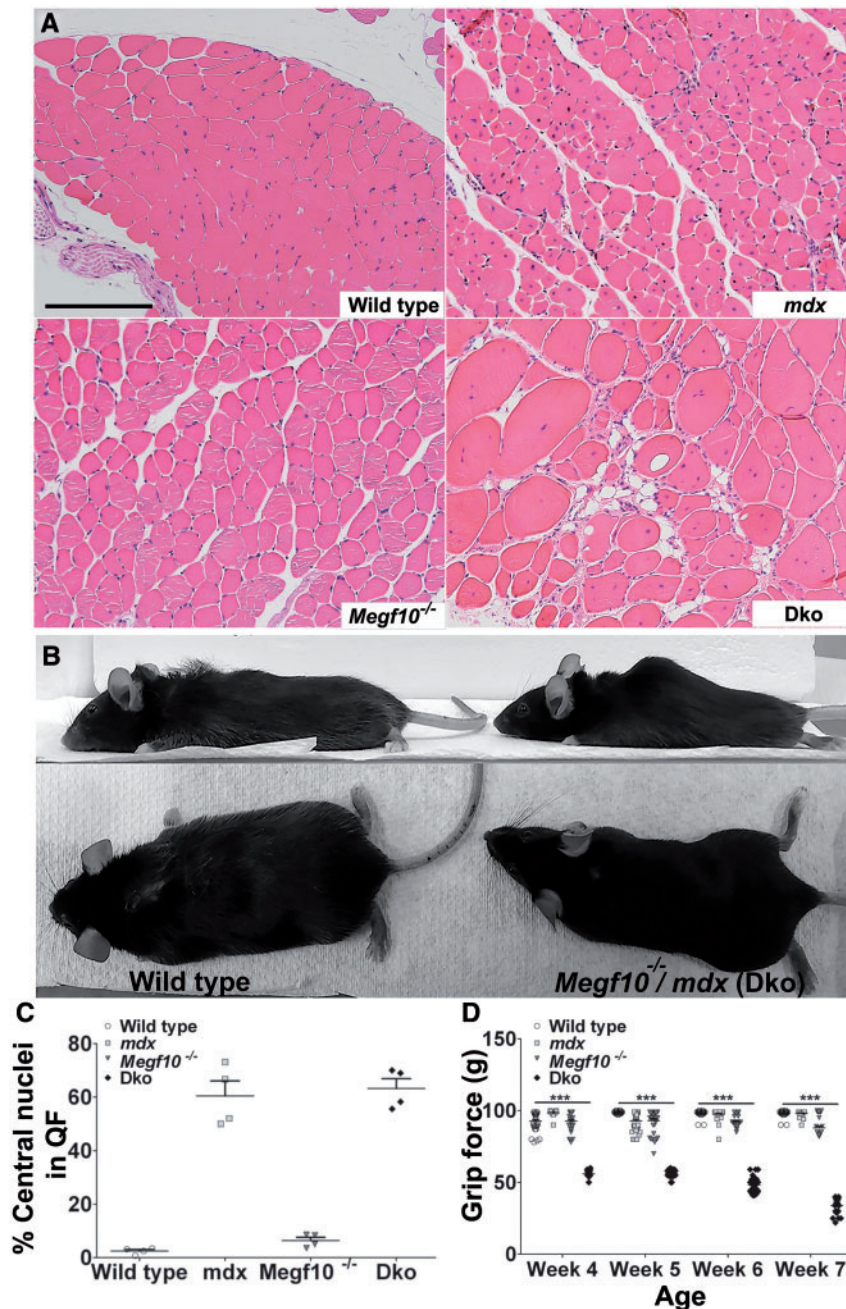 A
Wild type
mdx
Megf10-/-
Dko
B
Wild type
Megf10-/-/ mdx (Dko)
C
Wild type
mdx
Megf10 -/-
Dko
% Central nuclei
in QF
80
60
40
20
0
Wild type mdx Megf10 -/- Dko
D
Wild type
mdx
Megf10 -/-
Dko
Grip force (g)
150
100
50
0
*** *** *** ***
Week 4 Week 5 Week 6 Week 7
Age